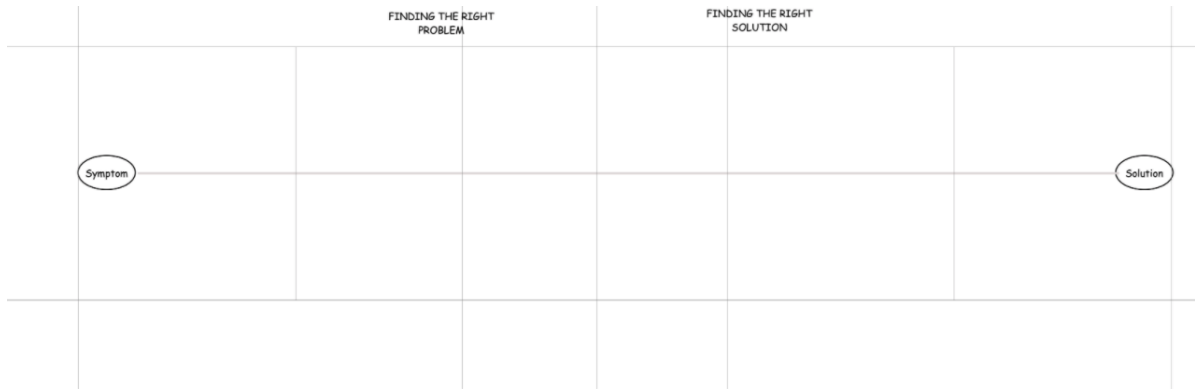 FINDING THE RIGHT
PROBLEM
FINDING THE RIGHT
SOLUTION
Symptom
Solution